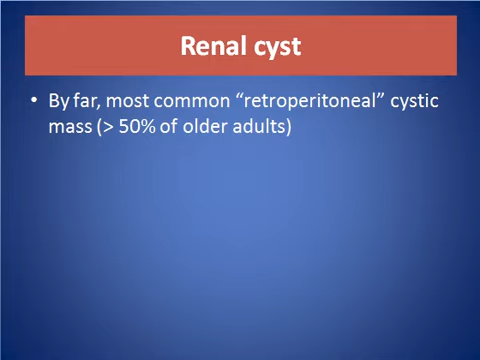 Renal cyst
• By far, most common “retroperitoneal” cystic
mass (> 50% of older adults)